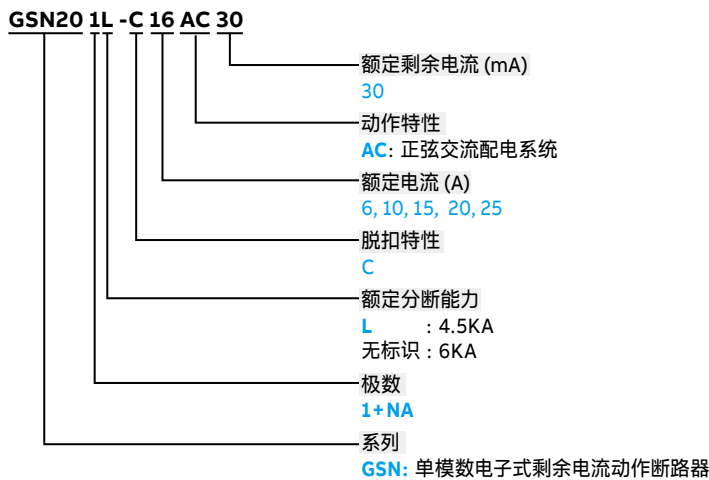 GSN20 1L -C 16 AC 30
额定剩余电流 (mA)
30
动作特性
AC: 正弦交流配电系统
额定电流 (A)
6, 10, 15, 20, 25
脱扣特性
C
额定分断能力
L : 4.5KA
无标识 : 6KA
极数
1+NA
系列
GSN: 单模数电子式剩余电流动作断路器